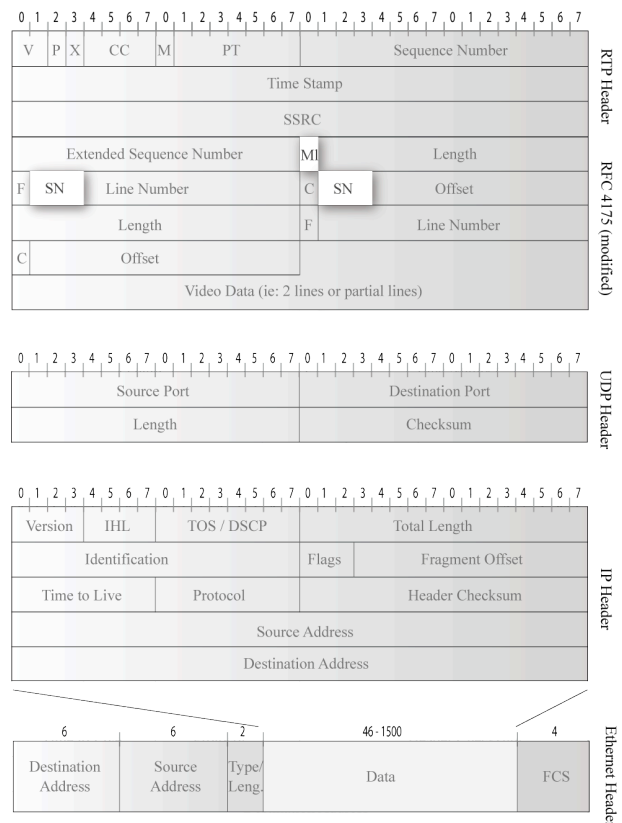 0 1 2 3 4 5 6 7 0 1 2 3 4 5 6 7 0 1 2 3 4 5 6 7 0 1 2 3 4 5 6 7
V P X CC M PT Sequence Number
Time Stamp
SSRC
RTP Header
Extended Sequence Number Ml Length
F SN Line Number C SN Offset
Length F Line Number
C Offset
Video Data (ie: 2 lines or partial lines)
RFC 4175 (modified)
0 1 2 3 4 5 6 7 0 1 2 3 4 5 6 7 0 1 2 3 4 5 6 7 0 1 2 3 4 5 6 7
Source Port Destination Port
Length Checksum
UDP Header
0 1 2 3 4 5 6 7 0 1 2 3 4 5 6 7 0 1 2 3 4 5 6 7 0 1 2 3 4 5 6 7
Version IHL TOS / DSCP Total Length
Identification Flags Fragment Offset
Time to Live Protocol Header Checksum
Source Address
Destination Address
IP Header
6 6 2 46 - 1500 4
Destination Address Source Address Type/ Leng. Data FCS
Ethernet Heade